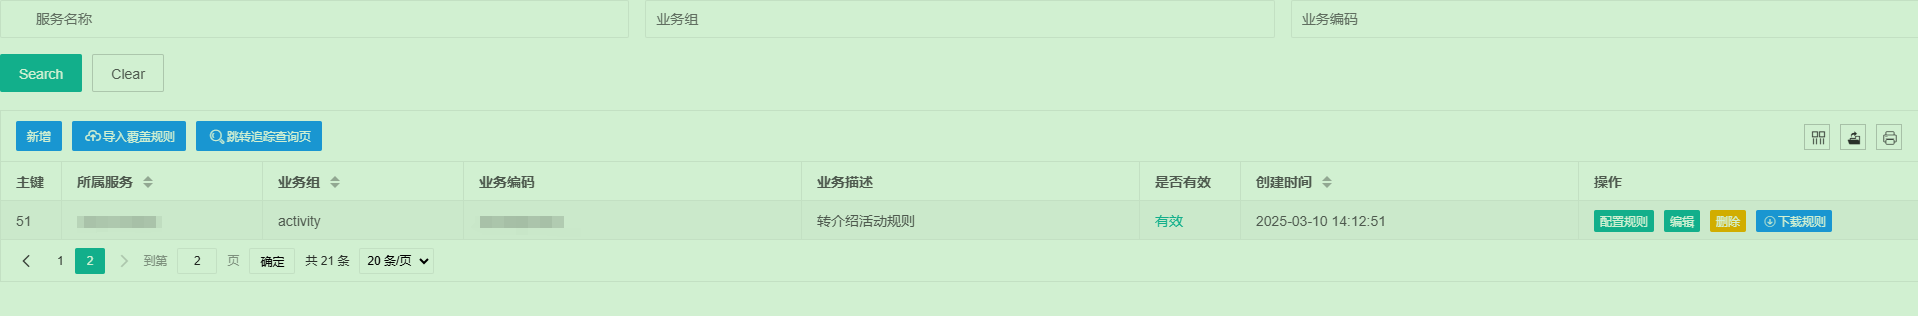 服务名称 业务组 业务编码
Search Clear
新增 导入覆盖规则 跳转追踪查询页
主键 所属服务 业务组 业务编码 业务描述 是否有效 创建时间 操作
51 activity 转介绍活动规则 有效 2025-03-10 14:12:51 配置规则 编辑 删除 下载规则
1 2 到第 2 页 确定 共 21 条 20 条/页